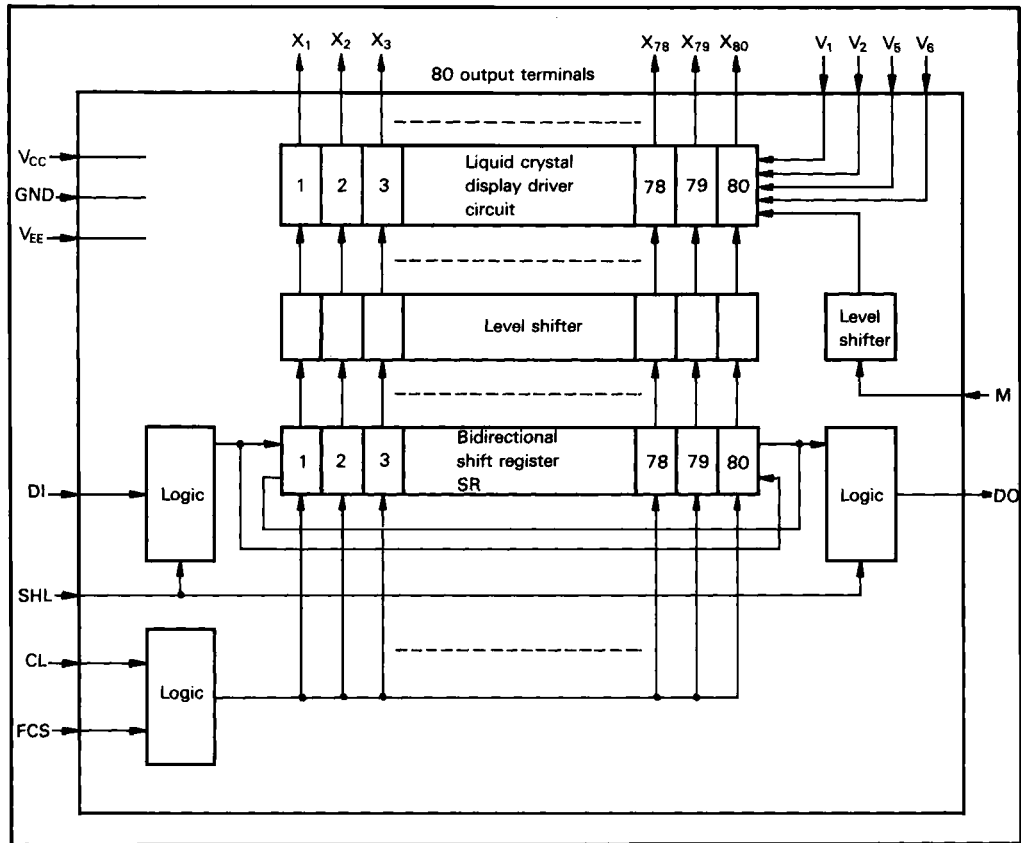 X1 X2 X3 X78 X79 X80 V1 V2 V5 V6
80 output terminals
VCC
GND
VEE
1 2 3 Liquid crystal display driver circuit 78 79 80
Level shifter
Level shifter
M
1 2 3 Bidirectional shift register SR 78 79 80
DI
Logic
Logic
DO
SHL
CL
Logic
FCS